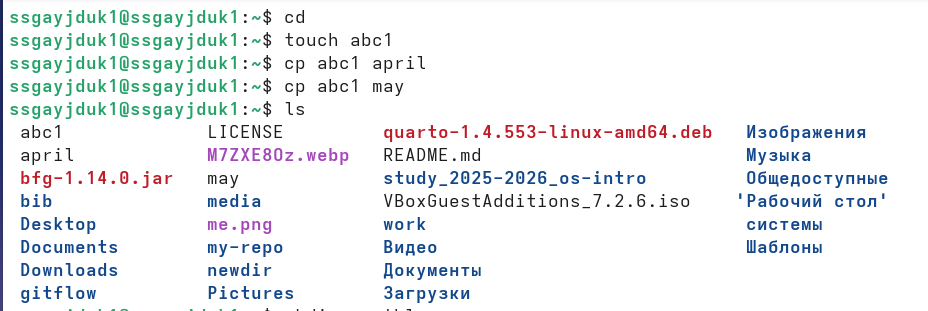 ssgayjduk1@ssgayjduk1:~$ cd
ssgayjduk1@ssgayjduk1:~$ touch abc1
ssgayjduk1@ssgayjduk1:~$ cp abc1 april
ssgayjduk1@ssgayjduk1:~$ cp abc1 may
ssgayjduk1@ssgayjduk1:~$ ls
abc1 LICENSE quarto-1.4.553-linux-amd64.deb Изображения
april M7ZXE8Oz.webp README.md Музыка
bfg-1.14.0.jar may study_2025-2026_os-intro Общедоступные
bib media VBoxGuestAdditions_7.2.6.iso 'Рабочий стол'
Desktop me.png work системы
Documents my-repo Видео Шаблоны
Downloads newdir Документы
gitflow Pictures Загрузки